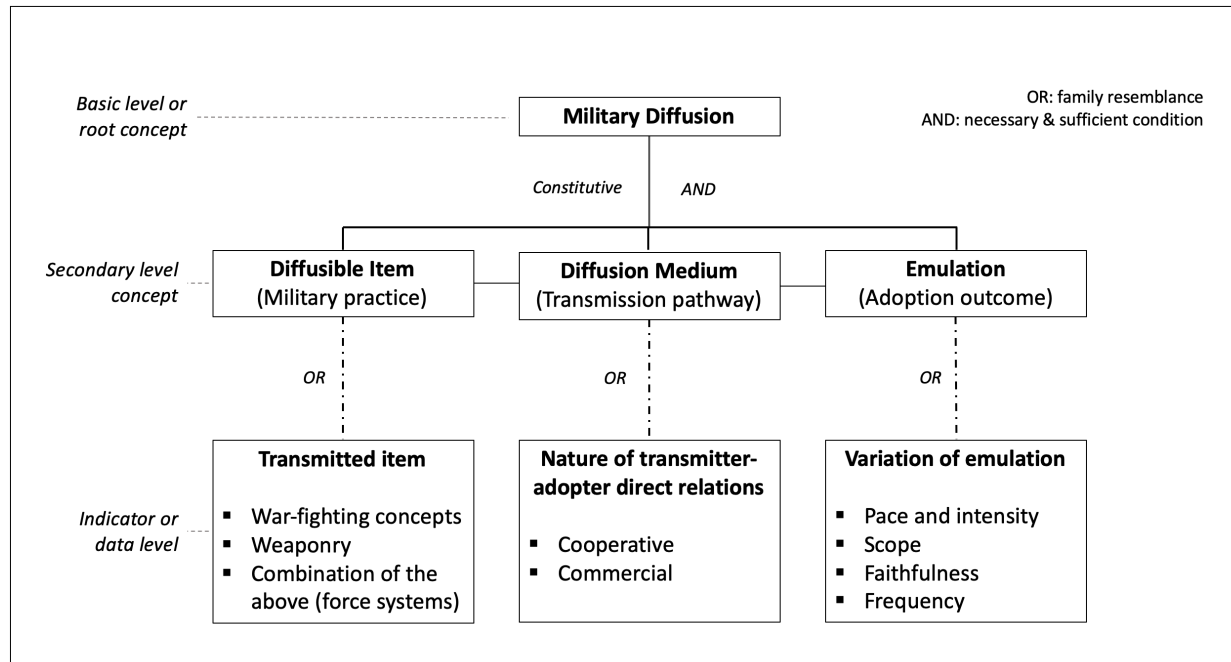 Basic level or
root concept
Military Diffusion
OR: family resemblance
AND: necessary & sufficient condition
Constitutive
AND
Secondary level
concept
Diffusible Item
(Military practice)
Diffusion Medium
(Transmission pathway)
Emulation
(Adoption outcome)
OR
OR
OR
Indicator or
data level
Transmitted item
▪ War-fighting concepts
▪ Weaponry
▪ Combination of the
above (force systems)
Nature of transmitter-
adopter direct relations
▪ Cooperative
▪ Commercial
Variation of emulation
▪ Pace and intensity
▪ Scope
▪ Faithfulness
▪ Frequency